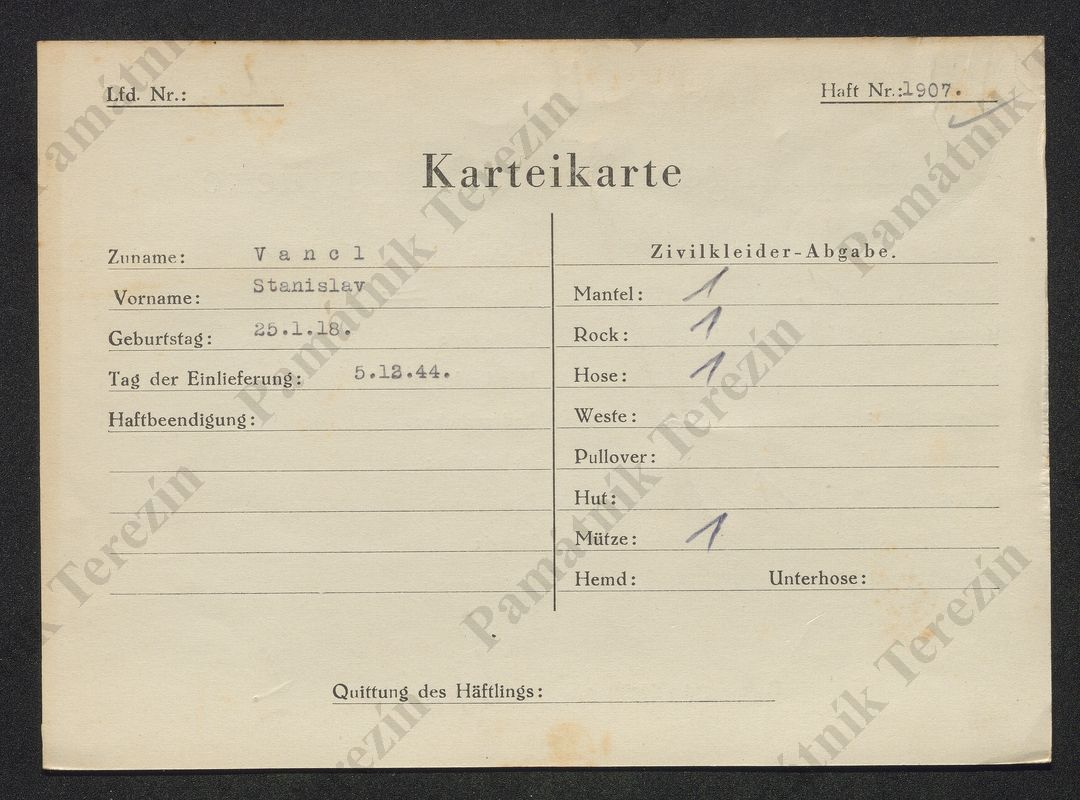 Lfd. Nr.:
Haft Nr.:1907.
Karteikarte
Zuname: Vancl
Vorname: Stanislav
Geburtstag: 25.1.18.
Tag der Einlieferung: 5.12.44.
Haftbeendigung:
Zivilkleider-Abgabe.
Mantel: 1
Rock: 1
Hose: 1
Weste:
Pullover:
Hut:
Mütze: 1
Hemd: Unterhose:
Quittung des Häftlings:
Památník Terezín